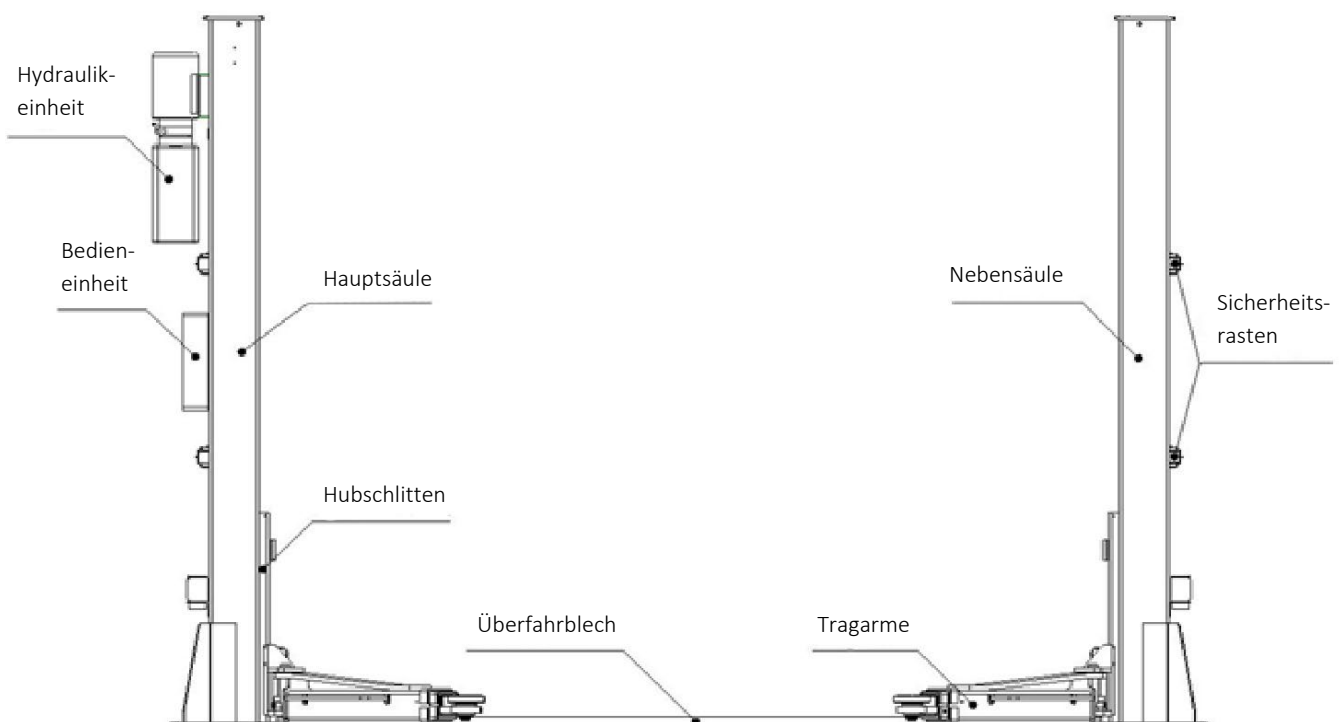 Hydraulik-
einheit
Bedien-
einheit
Hauptsäule
Nebensäule
Sicherheits-
rasten
Hubschlitten
Überfahrblech
Tragarme